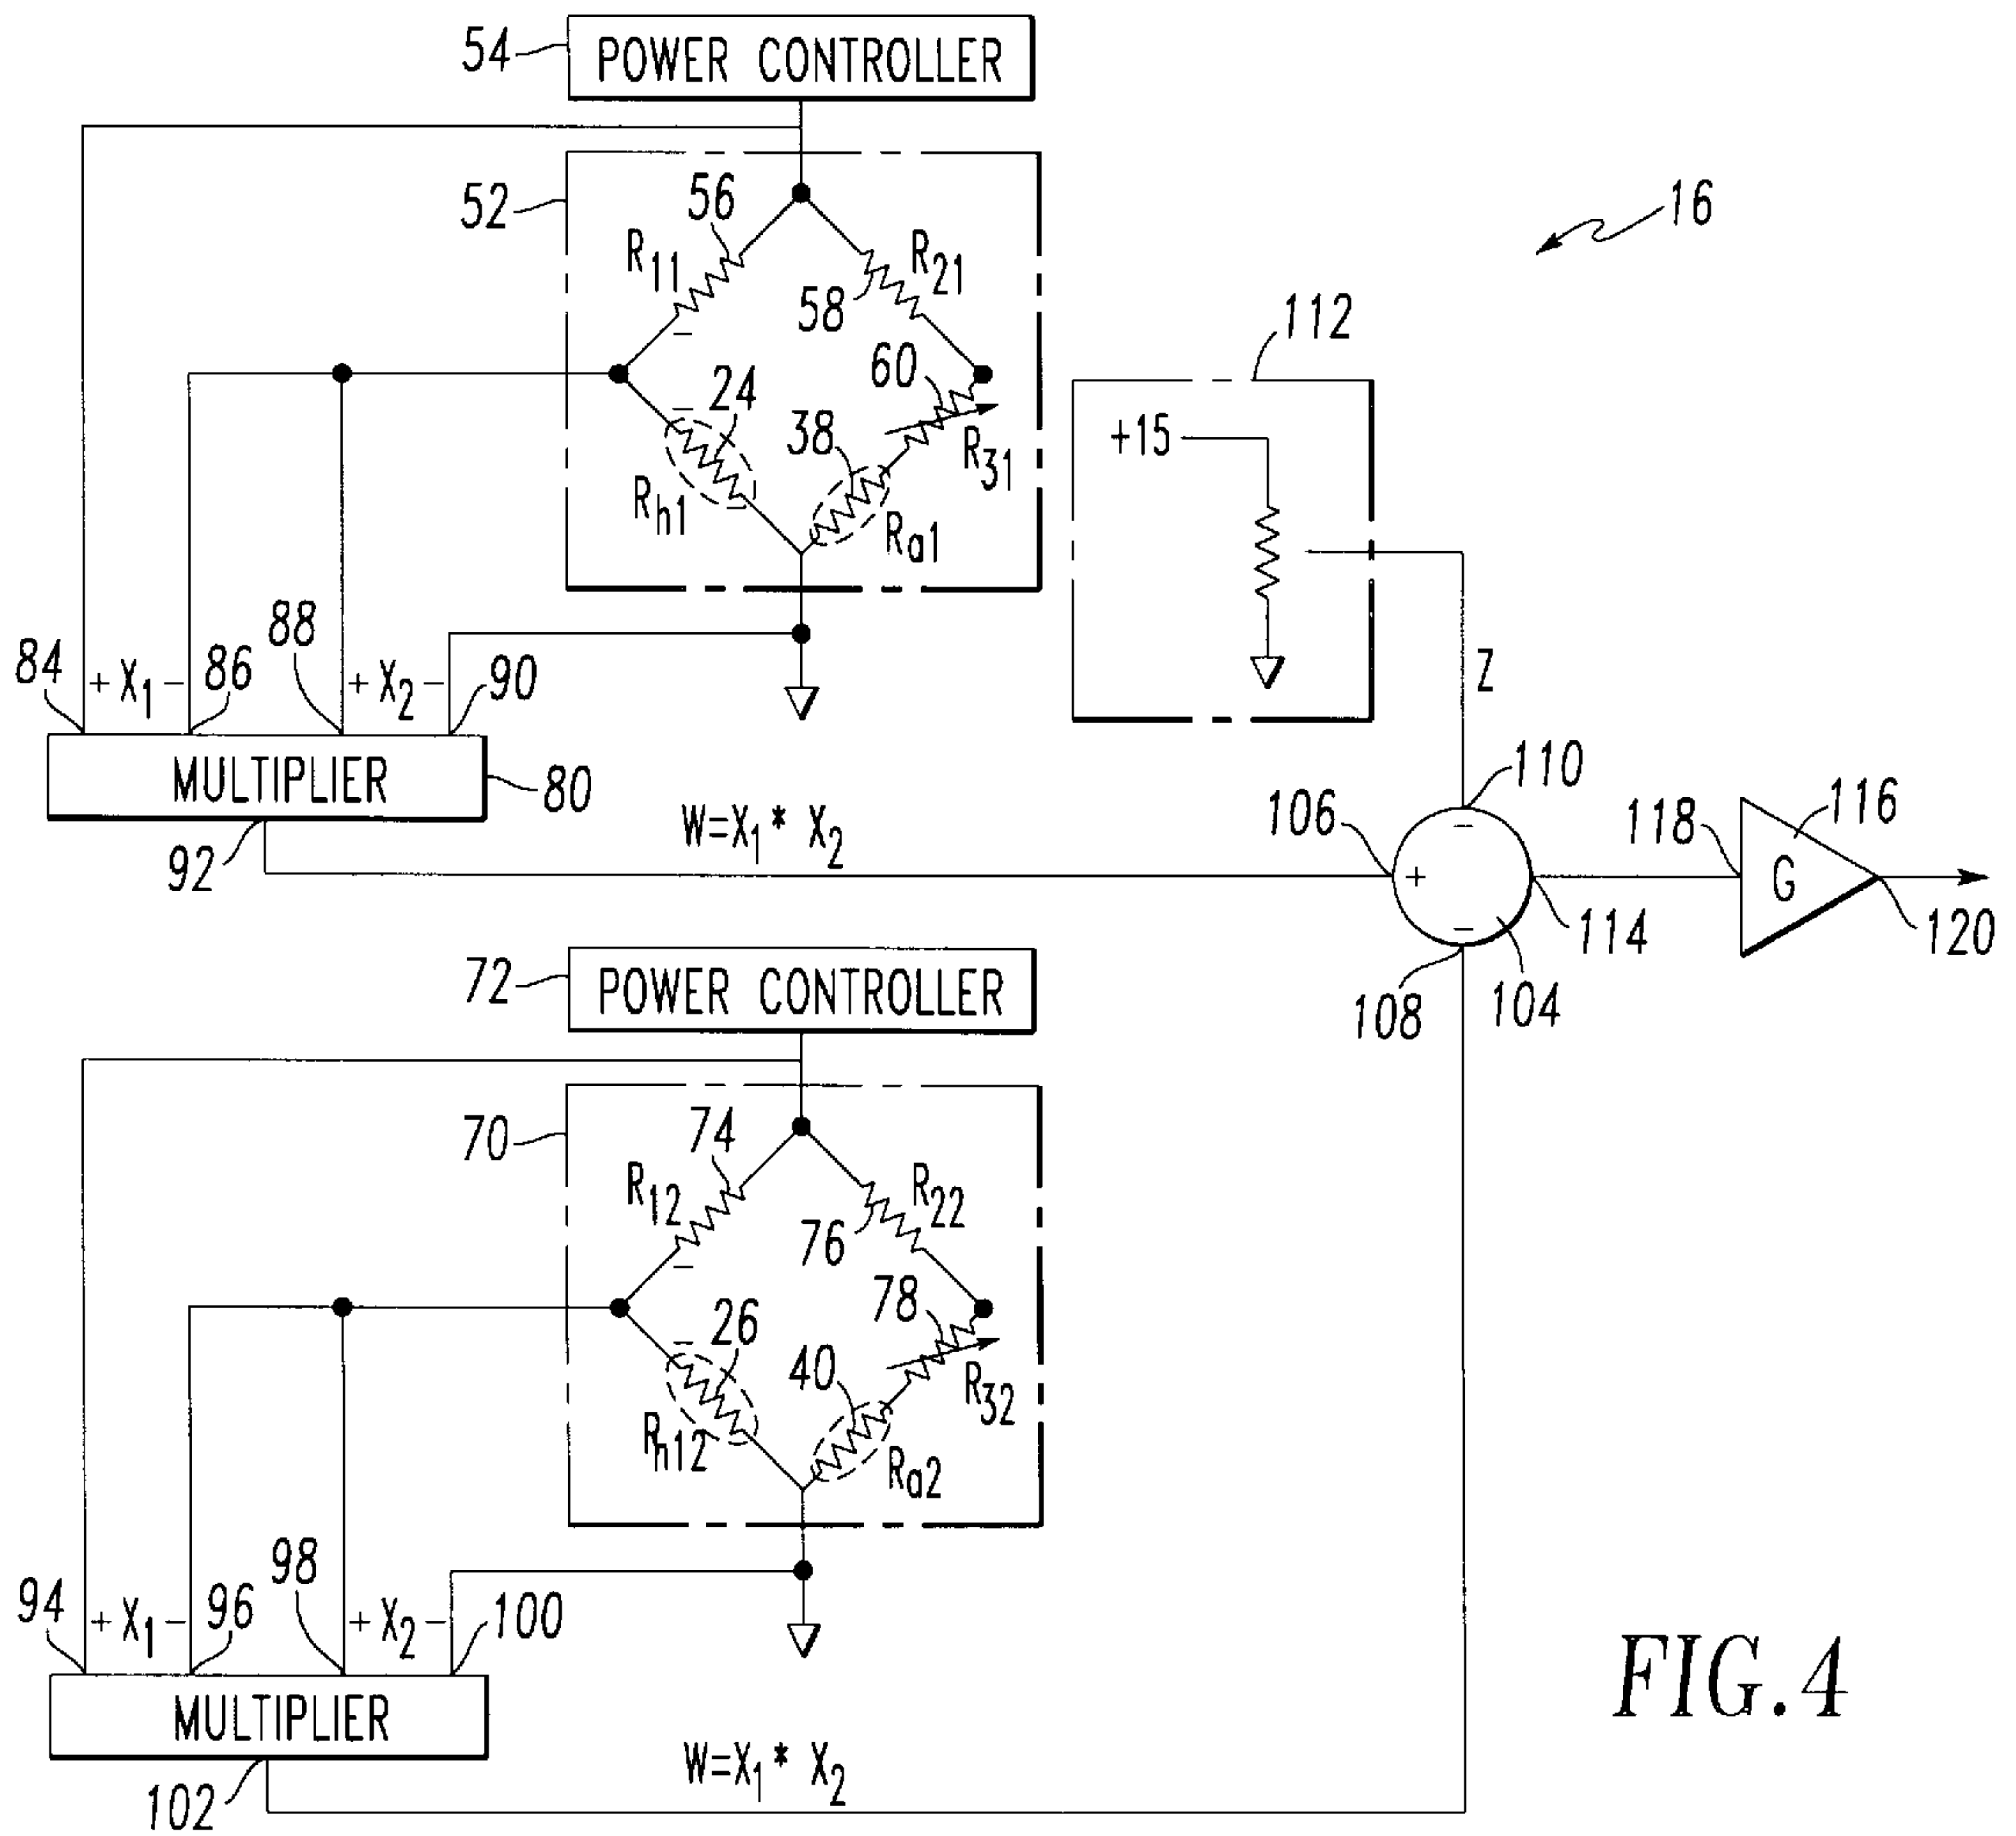 54
POWER CONTROLLER
52
56
R11
R21
58
16
112
60
24
38
R31
Rh1
Ra1
+15
Z
84
+ X1 -
86
88
+ X2 -
90
MULTIPLIER
80
92
W=X1 * X2
110
106
-
+
-
118
G
116
114
120
108
104
72
POWER CONTROLLER
70
74
R12
R22
76
78
26
40
R32
Rh12
Ra2
94
+ X1 -
96
98
+ X2 -
100
MULTIPLIER
102
W=X1 * X2
FIG.4